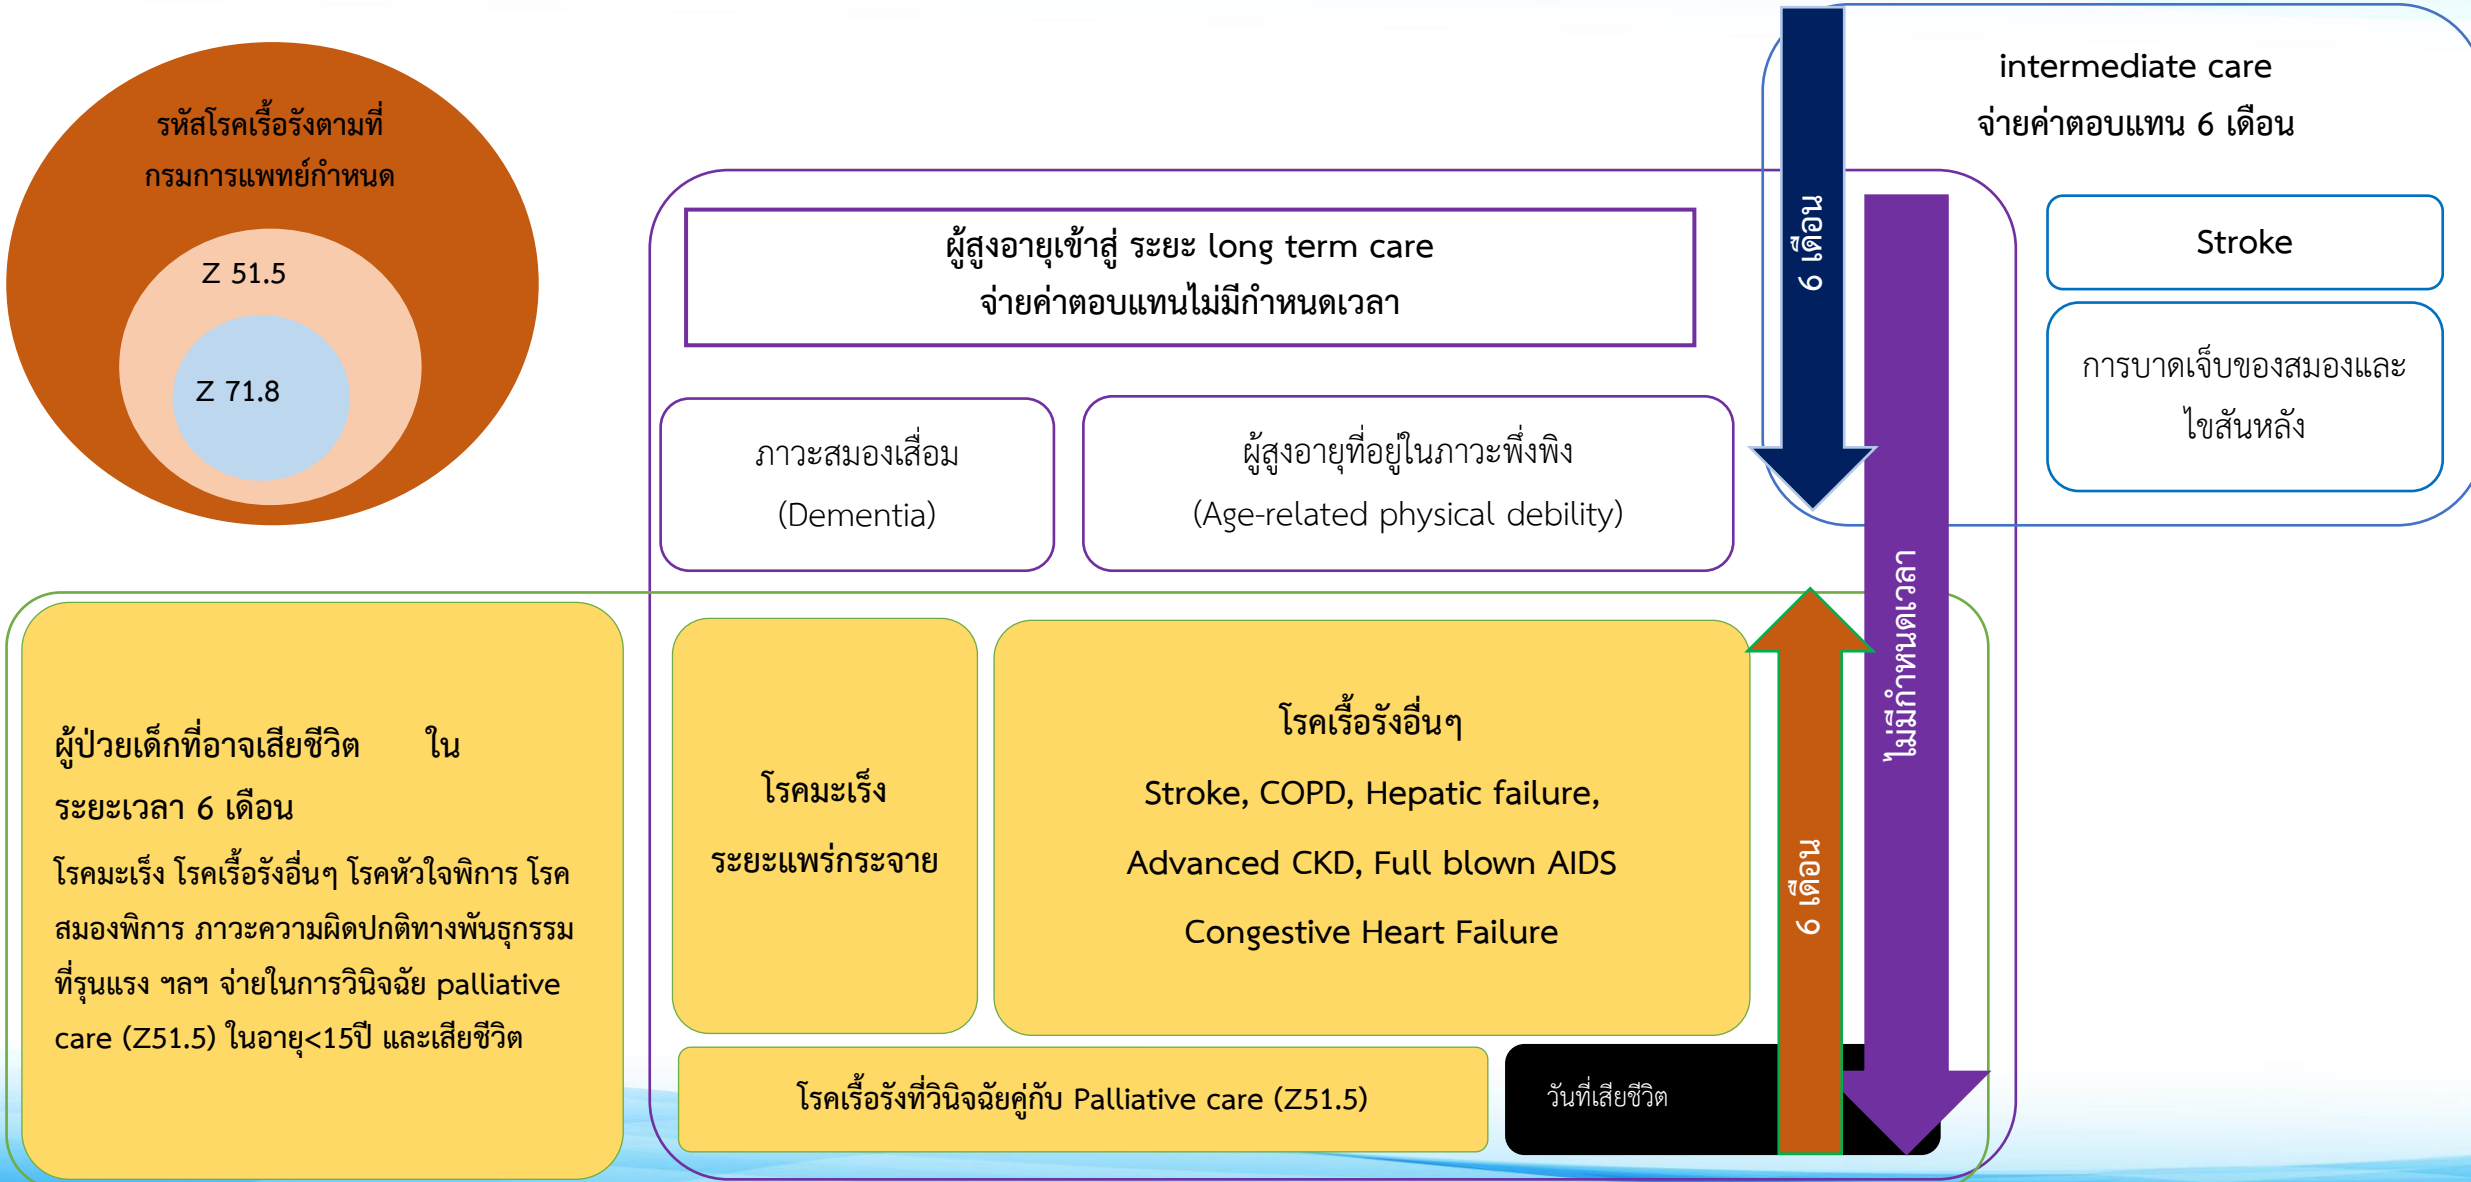 รหัสโรคเรื้อรังตามที่
กรมการแพทย์กำหนด
Z 51.5
Z 71.8
intermediate care
จ่ายค่าตอบแทน 6 เดือน
Stroke
การบาดเจ็บของสมองและ
ไขสันหลัง
6 เดือน
ผู้สูงอายุเข้าสู่ ระยะ long term care
จ่ายค่าตอบแทนไม่มีกำหนดเวลา
ภาวะสมองเสื่อม
(Dementia)
ผู้สูงอายุที่อยู่ในภาวะพึ่งพิง
(Age-related physical debility)
ไม่มีกำหนดเวลา
ผู้ป่วยเด็กที่อาจเสียชีวิต ใน
ระยะเวลา 6 เดือน
โรคมะเร็ง โรคเรื้อรังอื่นๆ โรคหัวใจพิการ โรค
สมองพิการ ภาวะความผิดปกติทางพันธุกรรม
ที่รุนแรง ฯลฯ จ่ายในการวินิจฉัย palliative
care (Z51.5) ในอายุ<15ปี และเสียชีวิต
โรคมะเร็ง
ระยะแพร่กระจาย
โรคเรื้อรังอื่นๆ
Stroke, COPD, Hepatic failure,
Advanced CKD, Full blown AIDS
Congestive Heart Failure
6 เดือน
โรคเรื้อรังที่วินิจฉัยคู่กับ Palliative care (Z51.5)
วันที่เสียชีวิต